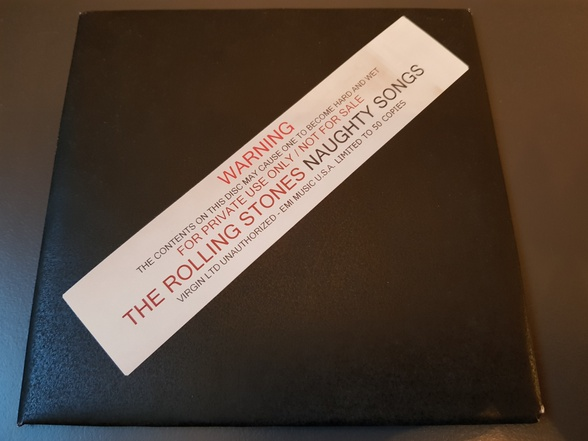 WARNING
THE CONTENTS ON THIS DISC MAY CAUSE ONE TO BECOME HARD AND WET
FOR PRIVATE USE ONLY / NOT FOR SALE
THE ROLLING STONES NAUGHTY SONGS
VIRGIN LTD UNAUTHORIZED - EMI MUSIC U.S.A. LIMITED TO 50 COPIES